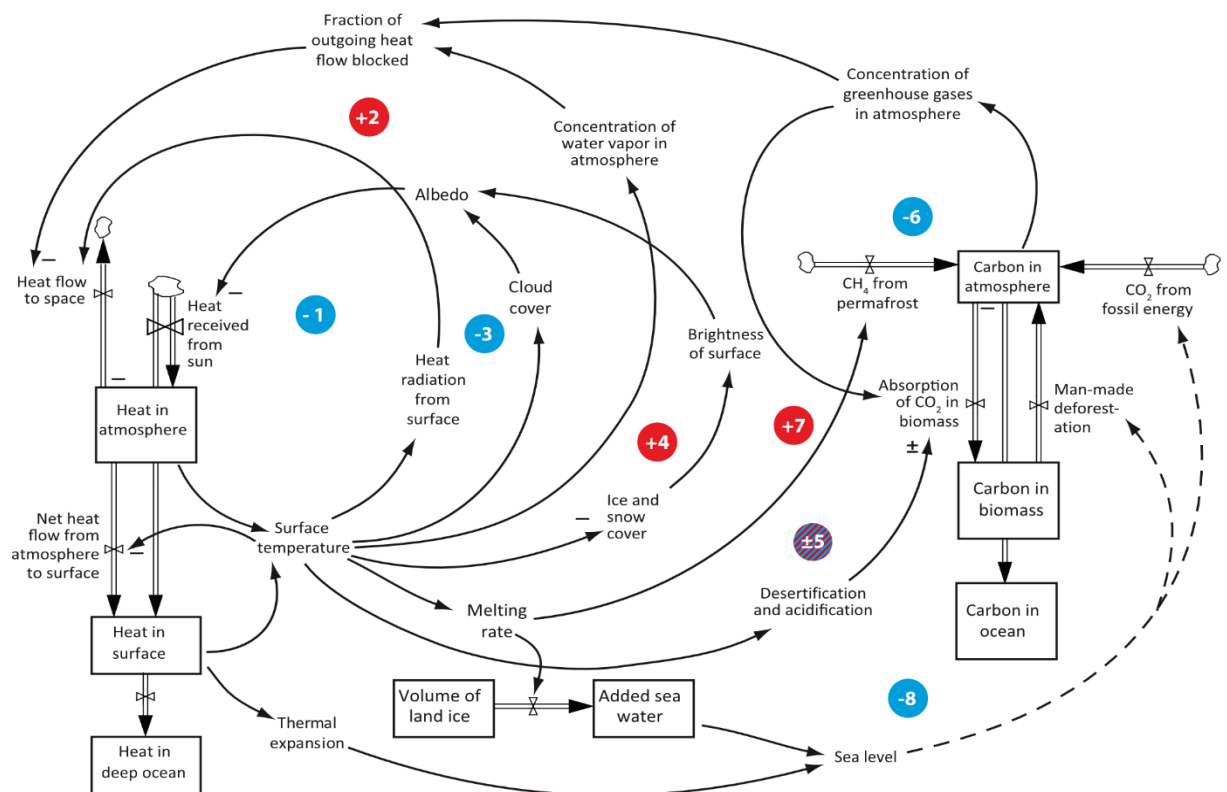 Fraction of
outgoing heat
flow blocked
Concentration of
greenhouse gases
in atmosphere
+2
Concentration of
water vapor in
atmosphere
Albedo
-6
−
Heat flow
to space
−
Heat
received
from
sun
- 1
-3
Cloud
cover
CH4 from
permafrost
Carbon in
atmosphere
CO2 from
fossil energy
−
Brightness
of surface
Heat
radiation
from
surface
−
Heat in
atmosphere
+4
+7
Absorption
of CO2 in
biomass
±
Man-made
deforest-
ation
Carbon in
biomass
Net heat
flow from
atmosphere
to surface
−
Surface
temperature
−
Ice and
snow
cover
±5
Desertification
and acidification
Carbon in
ocean
Heat in
surface
Melting
rate
Volume of
land ice
Added sea
water
-8
Thermal
expansion
Sea level
Heat in
deep ocean